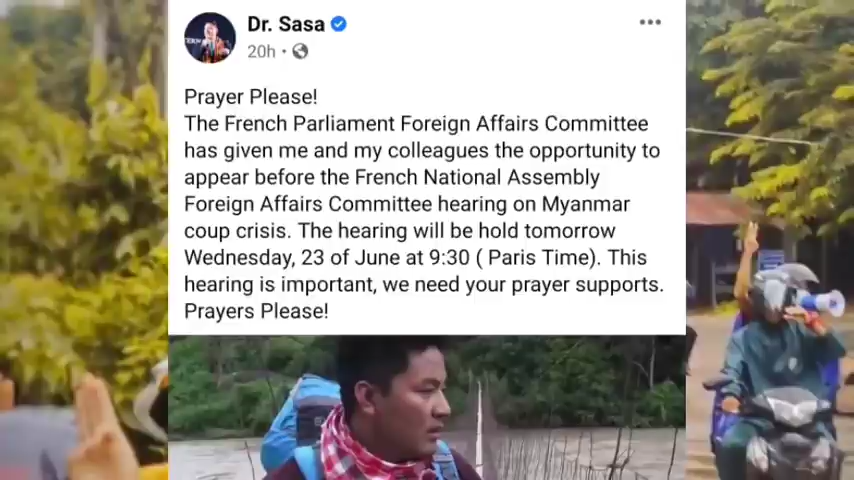 Dr. Sasa
20h
Prayer Please!
The French Parliament Foreign Affairs Committee
has given me and my colleagues the opportunity to
appear before the French National Assembly
Foreign Affairs Committee hearing on Myanmar
coup crisis. The hearing will be hold tomorrow
Wednesday, 23 of June at 9:30 ( Paris Time). This
hearing is important, we need your prayer supports.
Prayers Please!